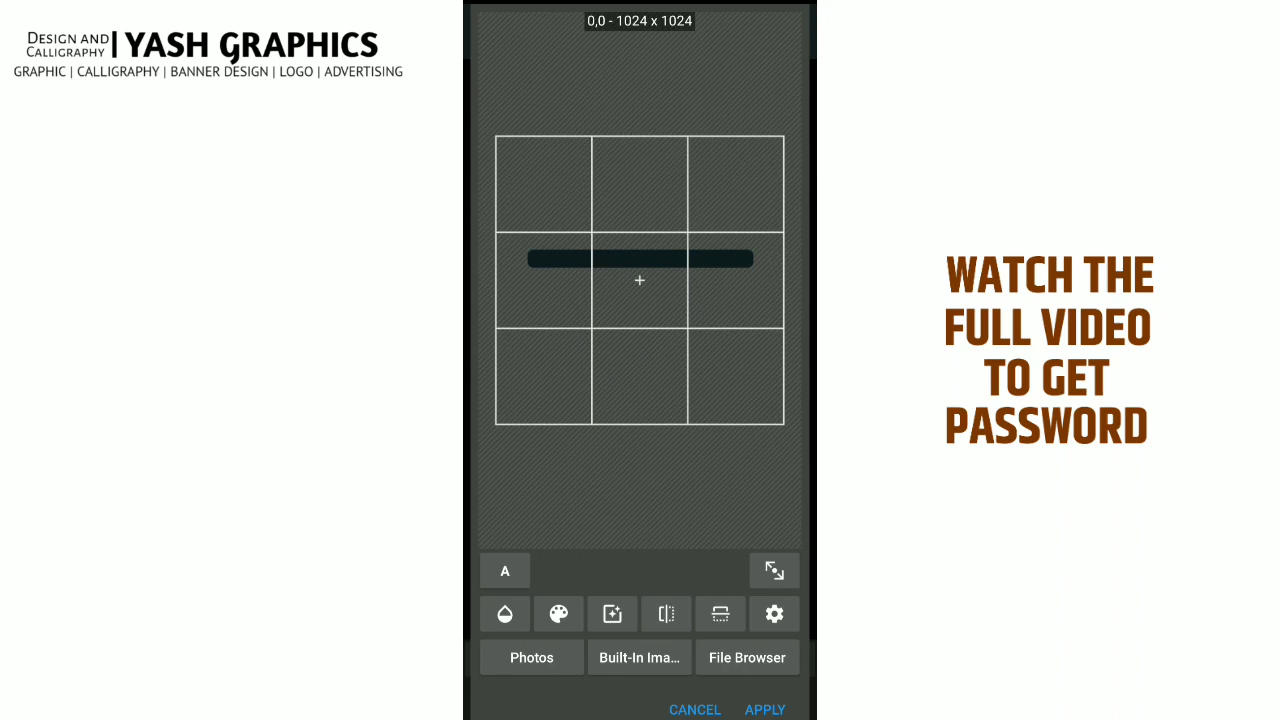 DESIGN AND
CALLIGRAPHY
YASH GRAPHICS
GRAPHIC | CALLIGRAPHY | BANNER DESIGN | LOGO | ADVERTISING
0,0 - 1024 x 1024
WATCH THE
FULL VIDEO
TO GET
PASSWORD
A
Photos
Built-In Ima...
File Browser
CANCEL
APPLY